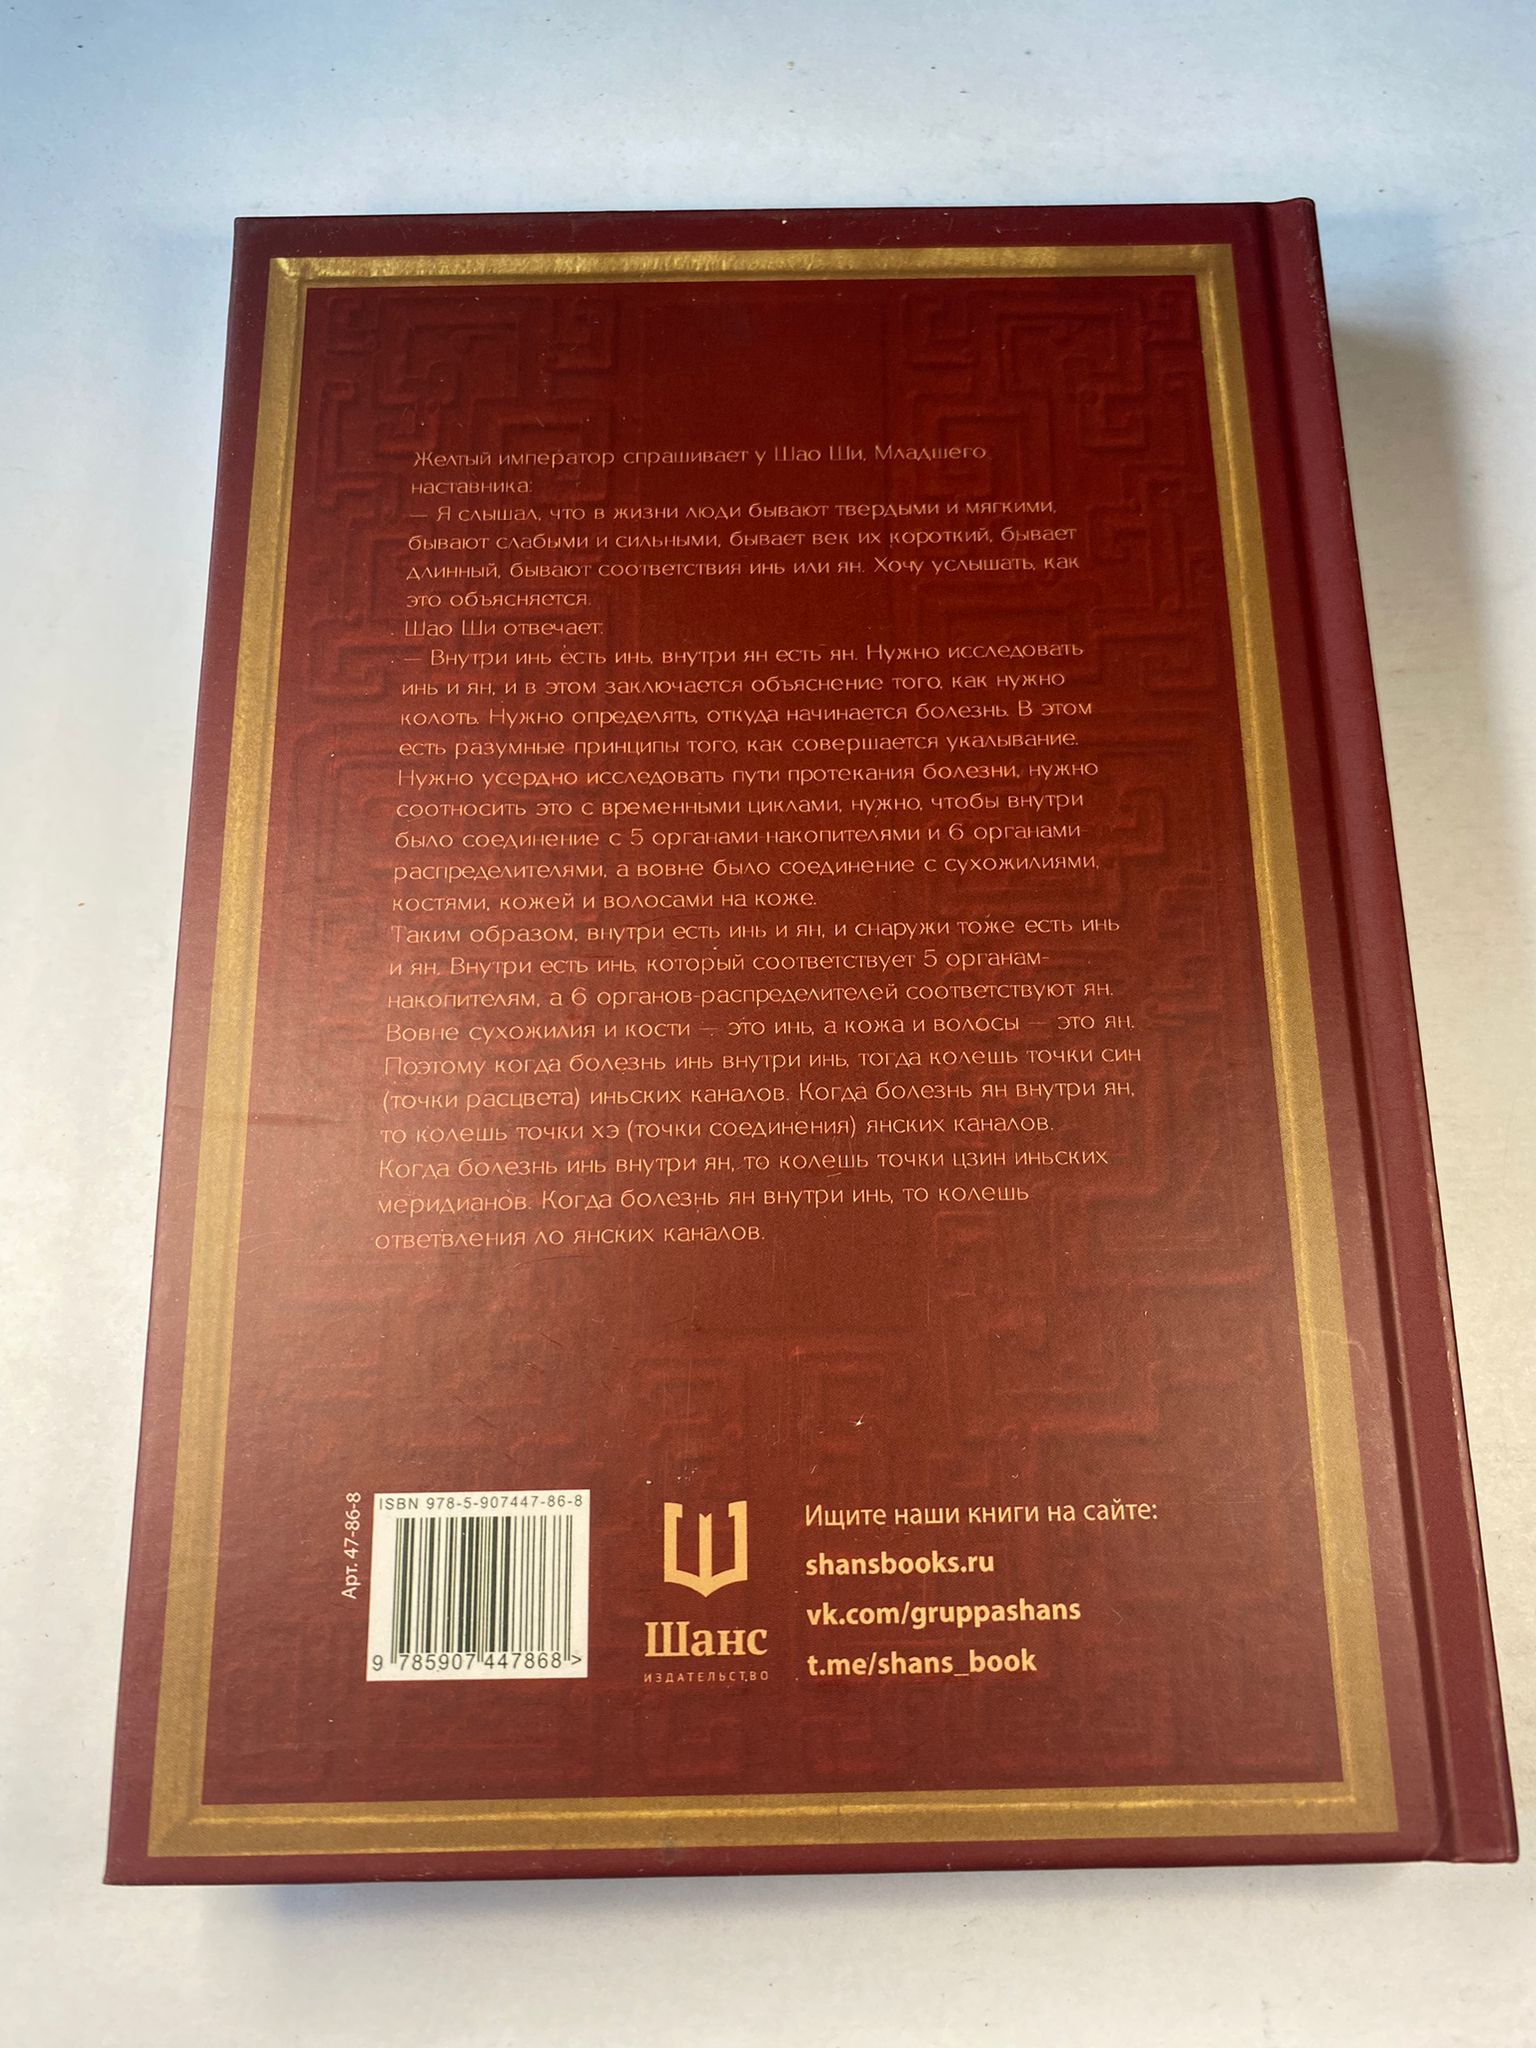 Желтый император спрашивает у Шао Ши, Младшего
наставника:
— Я слышал, что в жизни люди бывают твердыми и мягкими,
бывают слабыми и сильными, бывает век их короткий, бывает
длинный, бывают соответствия инь или ян. Хочу услышать, как
это объясняется.
Шао Ши отвечает:
— Внутри инь есть инь, внутри ян есть ян. Нужно исследовать
инь и ян, и в этом заключается объяснение того, как нужно
колоть. Нужно определять, откуда начинается болезнь. В этом
есть разумные принципы того, как совершается укалывание.
Нужно усердно исследовать пути протекания болезни, нужно
соотносить это с временными циклами, нужно, чтобы внутри
было соединение с 5 органами-накопителями и 6 органами-
распределителями, а вовне было соединение с сухожилиями,
костями, кожей и волосами на коже.
Таким образом, внутри есть инь и ян, и снаружи тоже есть инь
и ян. Внутри есть инь, который соответствует 5 органам-
накопителям, а 6 органов-распределителей соответствуют ян.
Вовне сухожилия и кости — это инь, а кожа и волосы — это ян.
Поэтому когда болезнь инь внутри инь, тогда колешь точки син
(точки расцвета) иньских каналов. Когда болезнь ян внутри ян,
то колешь точки хэ (точки соединения) янских каналов.
Когда болезнь инь внутри ян, то колешь точки цзин иньских
меридианов. Когда болезнь ян внутри инь, то колешь
ответвления ло янских каналов.
Арт. 47-86-8
ISBN 978-5-907447-86-8
9 785907 447868 >
Шанс
ИЗДАТЕЛЬСТВО
Ищите наши книги на сайте:
shansbooks.ru
vk.com/gruppashans
t.me/shans_book